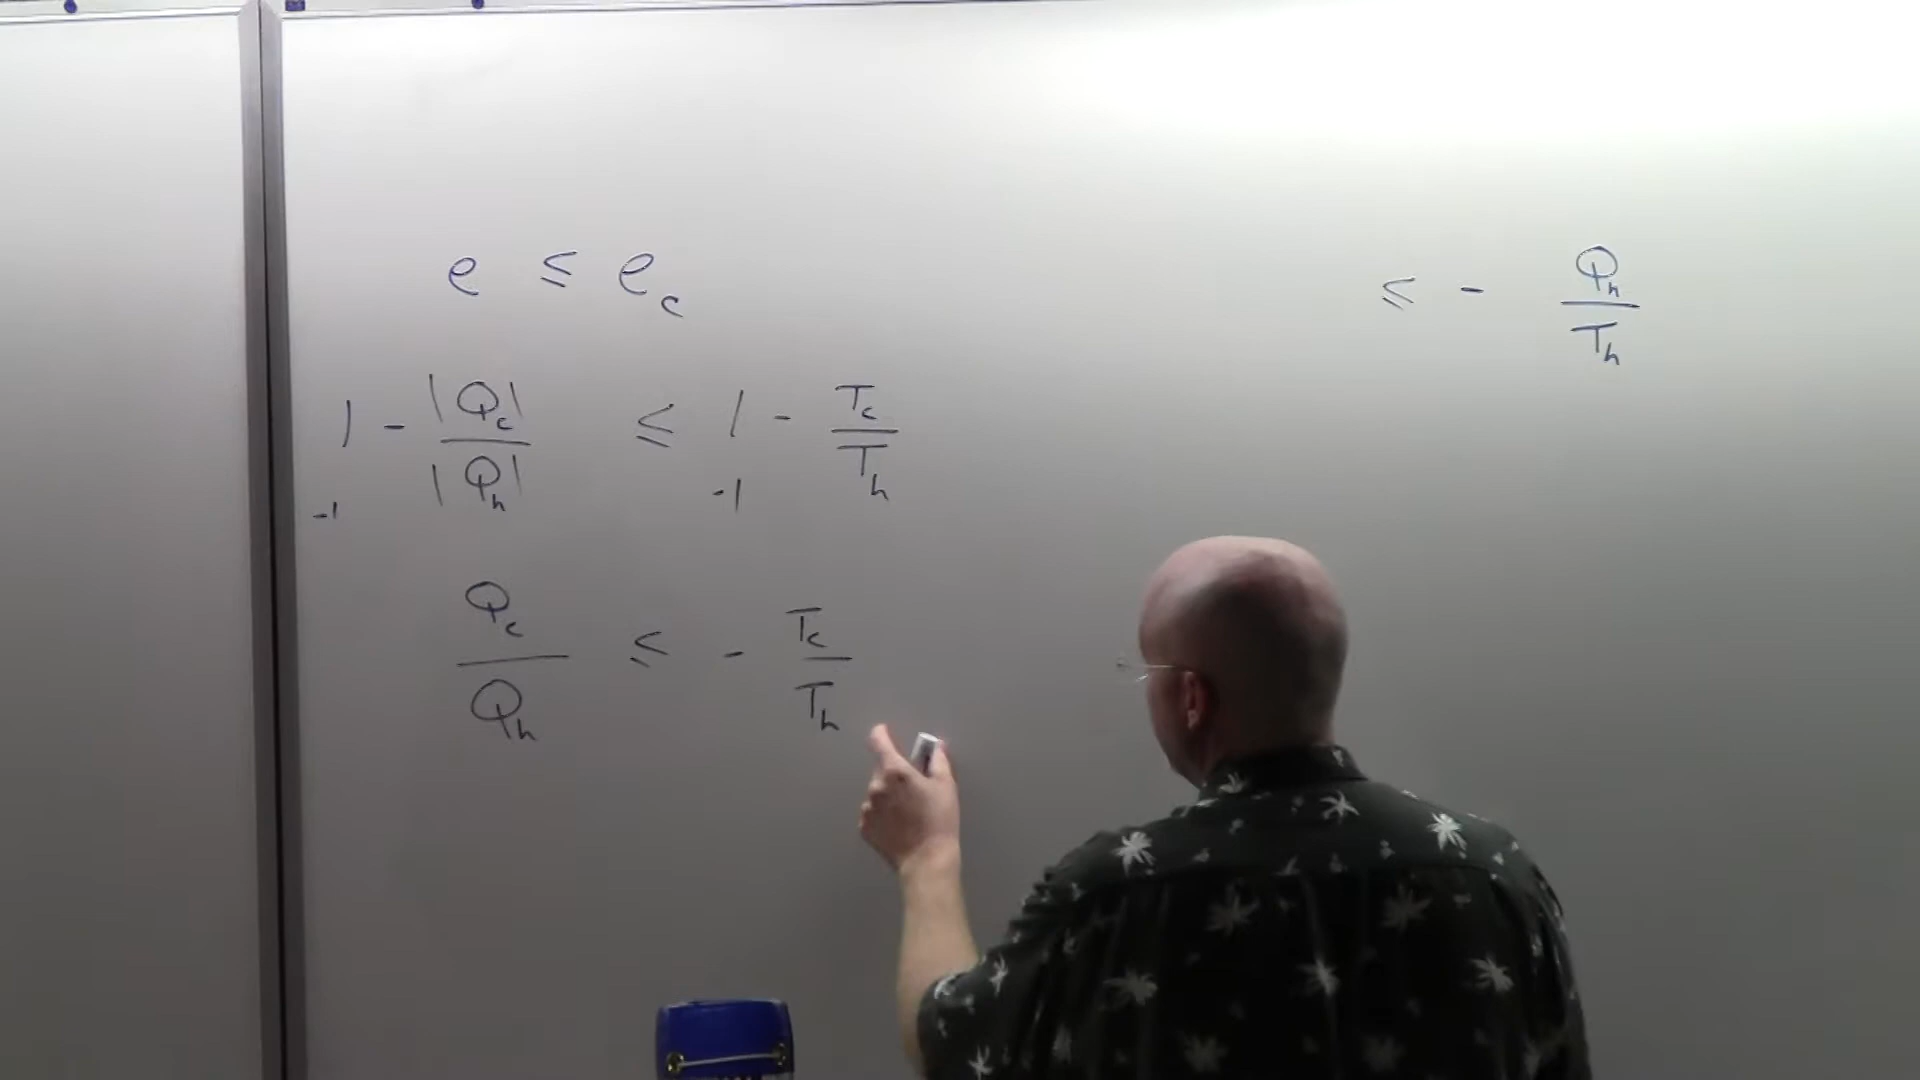 e ≤ e_c
1 - |Q_c| / |Q_h| ≤ 1 - T_c / T_h
-1 -1
Q_c / Q_h ≤ - T_c / T_h
≤ - Q_h / T_h